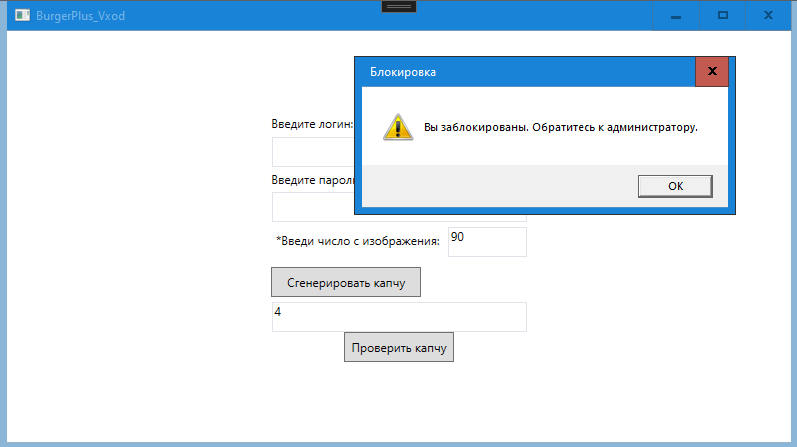 BurgerPlus_Vxod
Блокировка
Введите логин:
Вы заблокированы. Обратитесь к администратору.
Введите парол
OK
*Введи число с изображения:
90
Сгенерировать капчу
4
Проверить капчу